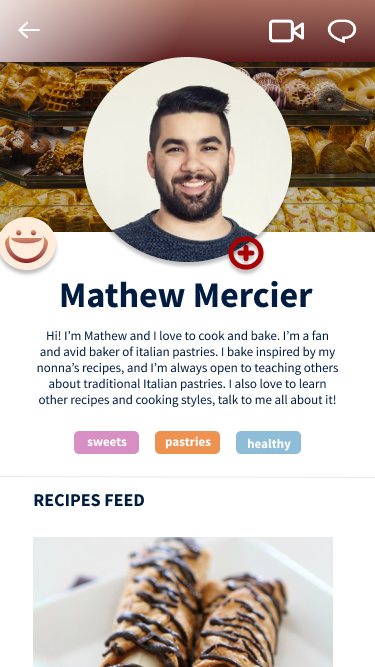 Mathew Mercier
Hi! I'm Mathew and I love to cook and bake. I'm a fan
and avid baker of italian pastries. I bake inspired by my
nonna's recipes, and I'm always open to teaching others
about traditional Italian pastries. I also love to learn
other recipes and cooking styles, talk to me all about it!
sweets pastries healthy
RECIPES FEED